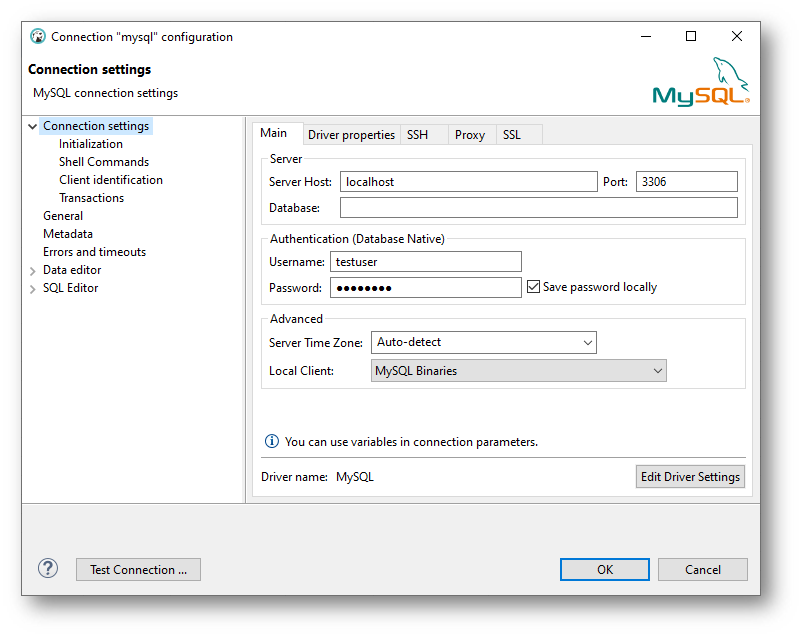 Connection "mysql" configuration
Connection settings
MySQL connection settings
MySQL®
Connection settings
Initialization
Shell Commands
Client identification
Transactions
General
Metadata
Errors and timeouts
Data editor
SQL Editor
Main Driver properties SSH Proxy SSL
Server
Server Host: localhost Port: 3306
Database:
Authentication (Database Native)
Username: testuser
Password: ●●●●●●●● Save password locally
Advanced
Server Time Zone: Auto-detect
Local Client: MySQL Binaries
You can use variables in connection parameters.
Driver name: MySQL Edit Driver Settings
? Test Connection ... OK Cancel